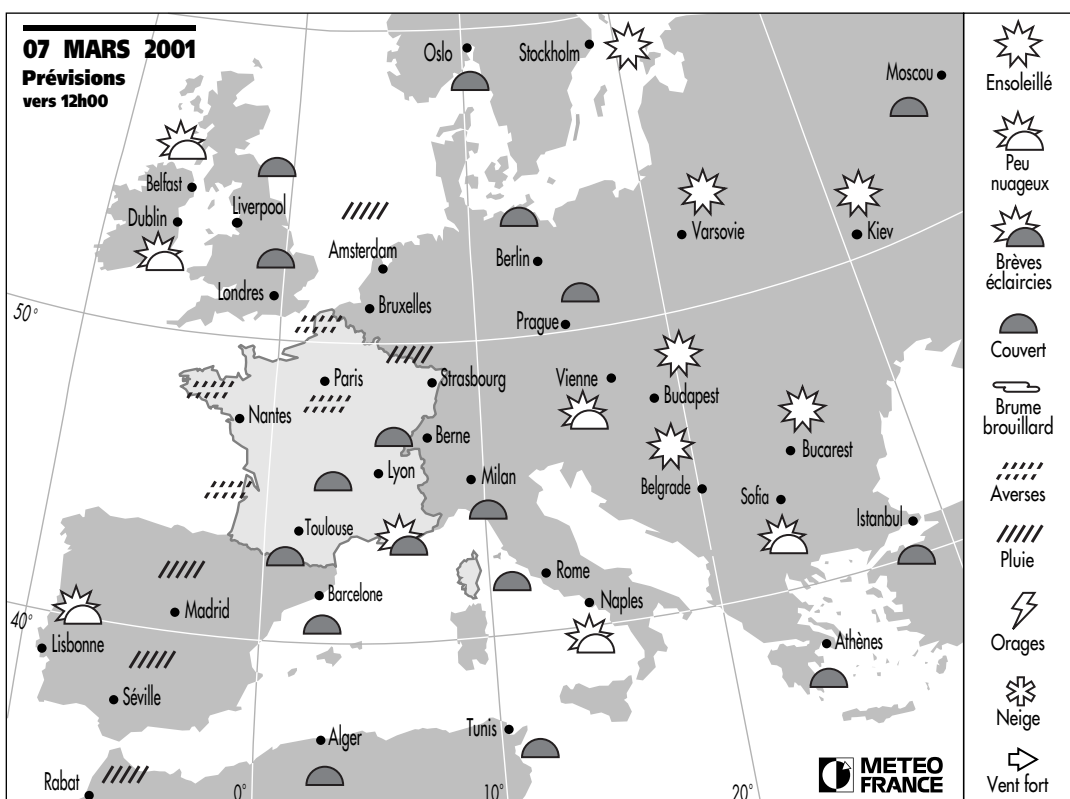 07 MARS 2001
Prévisions
vers 12h00
Oslo
Stockholm
Moscou
Belfast
Dublin
Liverpool
Amsterdam
Varsovie
Kiev
Berlin
Londres
Bruxelles
50°
Prague
Paris
Strasbourg
Vienne
Budapest
Nantes
Berne
Bucarest
Lyon
Milan
Belgrade
Sofia
Istanbul
Toulouse
Rome
Barcelone
Madrid
Naples
40°
Lisbonne
Athènes
Séville
Alger
Tunis
Rabat
0°
10°
20°
METEO
FRANCE
Ensoleillé
Peu
nuageux
Brèves
éclaircies
Couvert
Brume
brouillard
Averses
Pluie
Orages
Neige
Vent fort